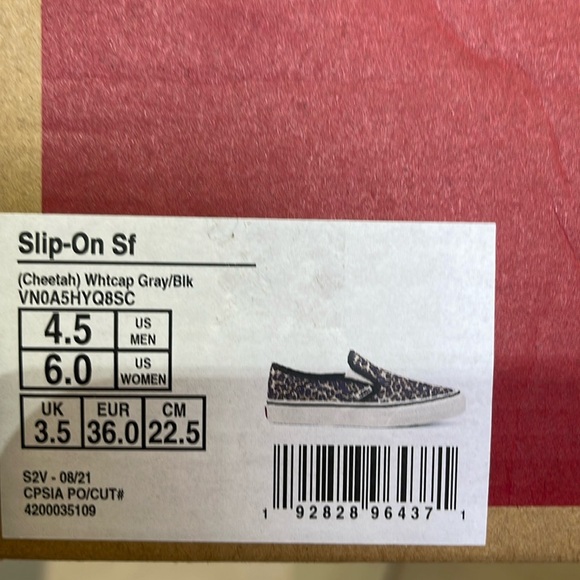 Slip-On Sf
(Cheetah) Whtcap Gray/Blk
VN0A5HYQ8SC
4.5 US MEN
6.0 US WOMEN
UK EUR CM
3.5 36.0 22.5
S2V - 08/21
CPSIA PO/CUT#
4200035109
1 92828 96437 1